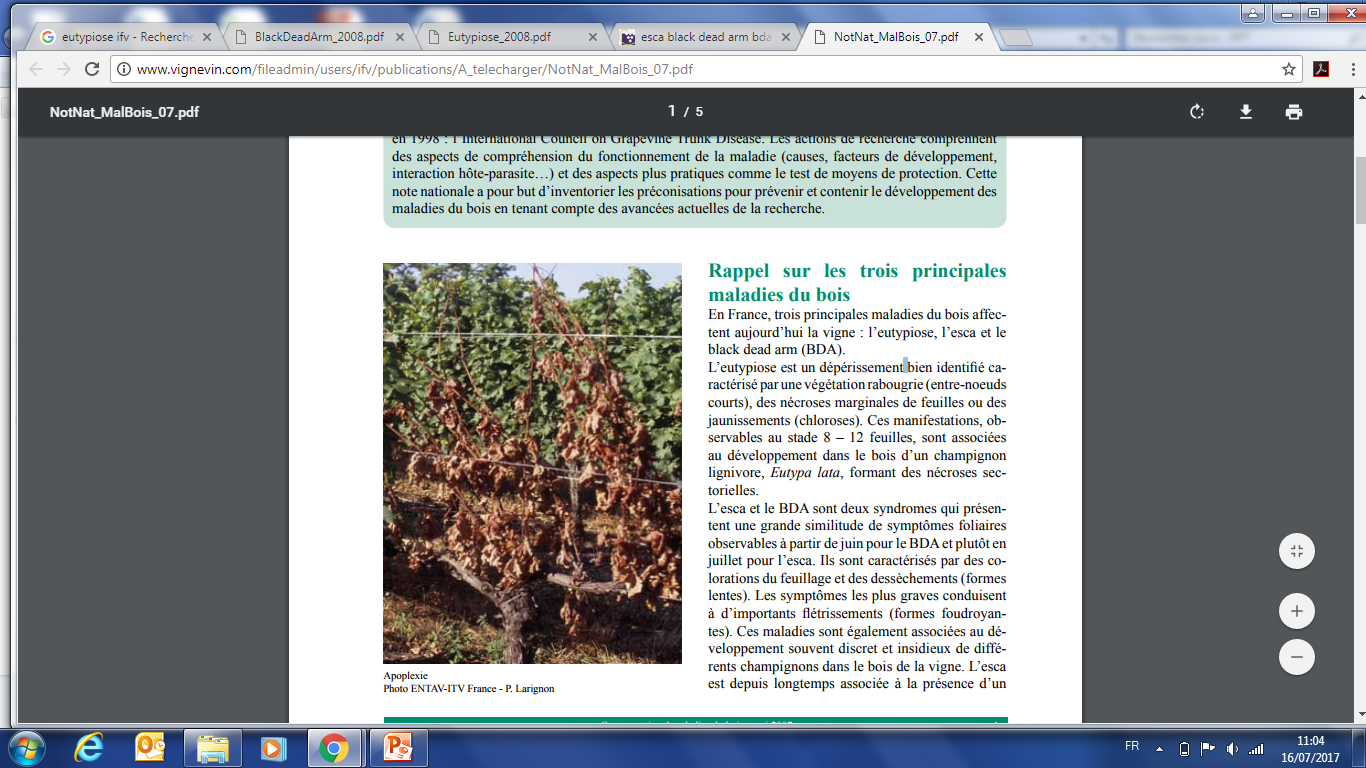 eutypiose ifv - Recherche
BlackDeadArm_2008.pdf
Eutypiose_2008.pdf
esca black dead arm bda
NotNat_MalBois_07.pdf
www.vignevin.com/fileadmin/users/ifv/publications/A_telecharger/NotNat_MalBois_07.pdf
NotNat_MalBois_07.pdf
1 / 5
en 1998 : l'International Council on Grapevine Trunk Disease. Les actions de recherche comprennent
des aspects de compréhension du fonctionnement de la maladie (causes, facteurs de développement,
interaction hôte-parasite…) et des aspects plus pratiques comme le test de moyens de protection. Cette
note nationale a pour but d'inventorier les préconisations pour prévenir et contenir le développement des
maladies du bois en tenant compte des avancées actuelles de la recherche.
Apoplexie
Photo ENTAV-ITV France - P. Larignon
Rappel sur les trois principales
maladies du bois
En France, trois principales maladies du bois affec-
tent aujourd'hui la vigne : l'eutypiose, l'esca et le
black dead arm (BDA).
L'eutypiose est un dépérissement bien identifié ca-
ractérisé par une végétation rabougrie (entre-noeuds
courts), des nécroses marginales de feuilles ou des
jaunissements (chloroses). Ces manifestations, ob-
servables au stade 8 – 12 feuilles, sont associées
au développement dans le bois d'un champignon
lignivore, Eutypa lata, formant des nécroses sec-
torielles.
L'esca et le BDA sont deux syndromes qui présen-
tent une grande similitude de symptômes foliaires
observables à partir de juin pour le BDA et plutôt en
juillet pour l'esca. Ils sont caractérisés par des co-
lorations du feuillage et des dessèchements (formes
lentes). Les symptômes les plus graves conduisent
à d'importants flétrissements (formes foudroyan-
tes). Ces maladies sont également associées au dé-
veloppement souvent discret et insidieux de diffé-
rents champignons dans le bois de la vigne. L'esca
est depuis longtemps associée à la présence d'un
FR
11:04
16/07/2017